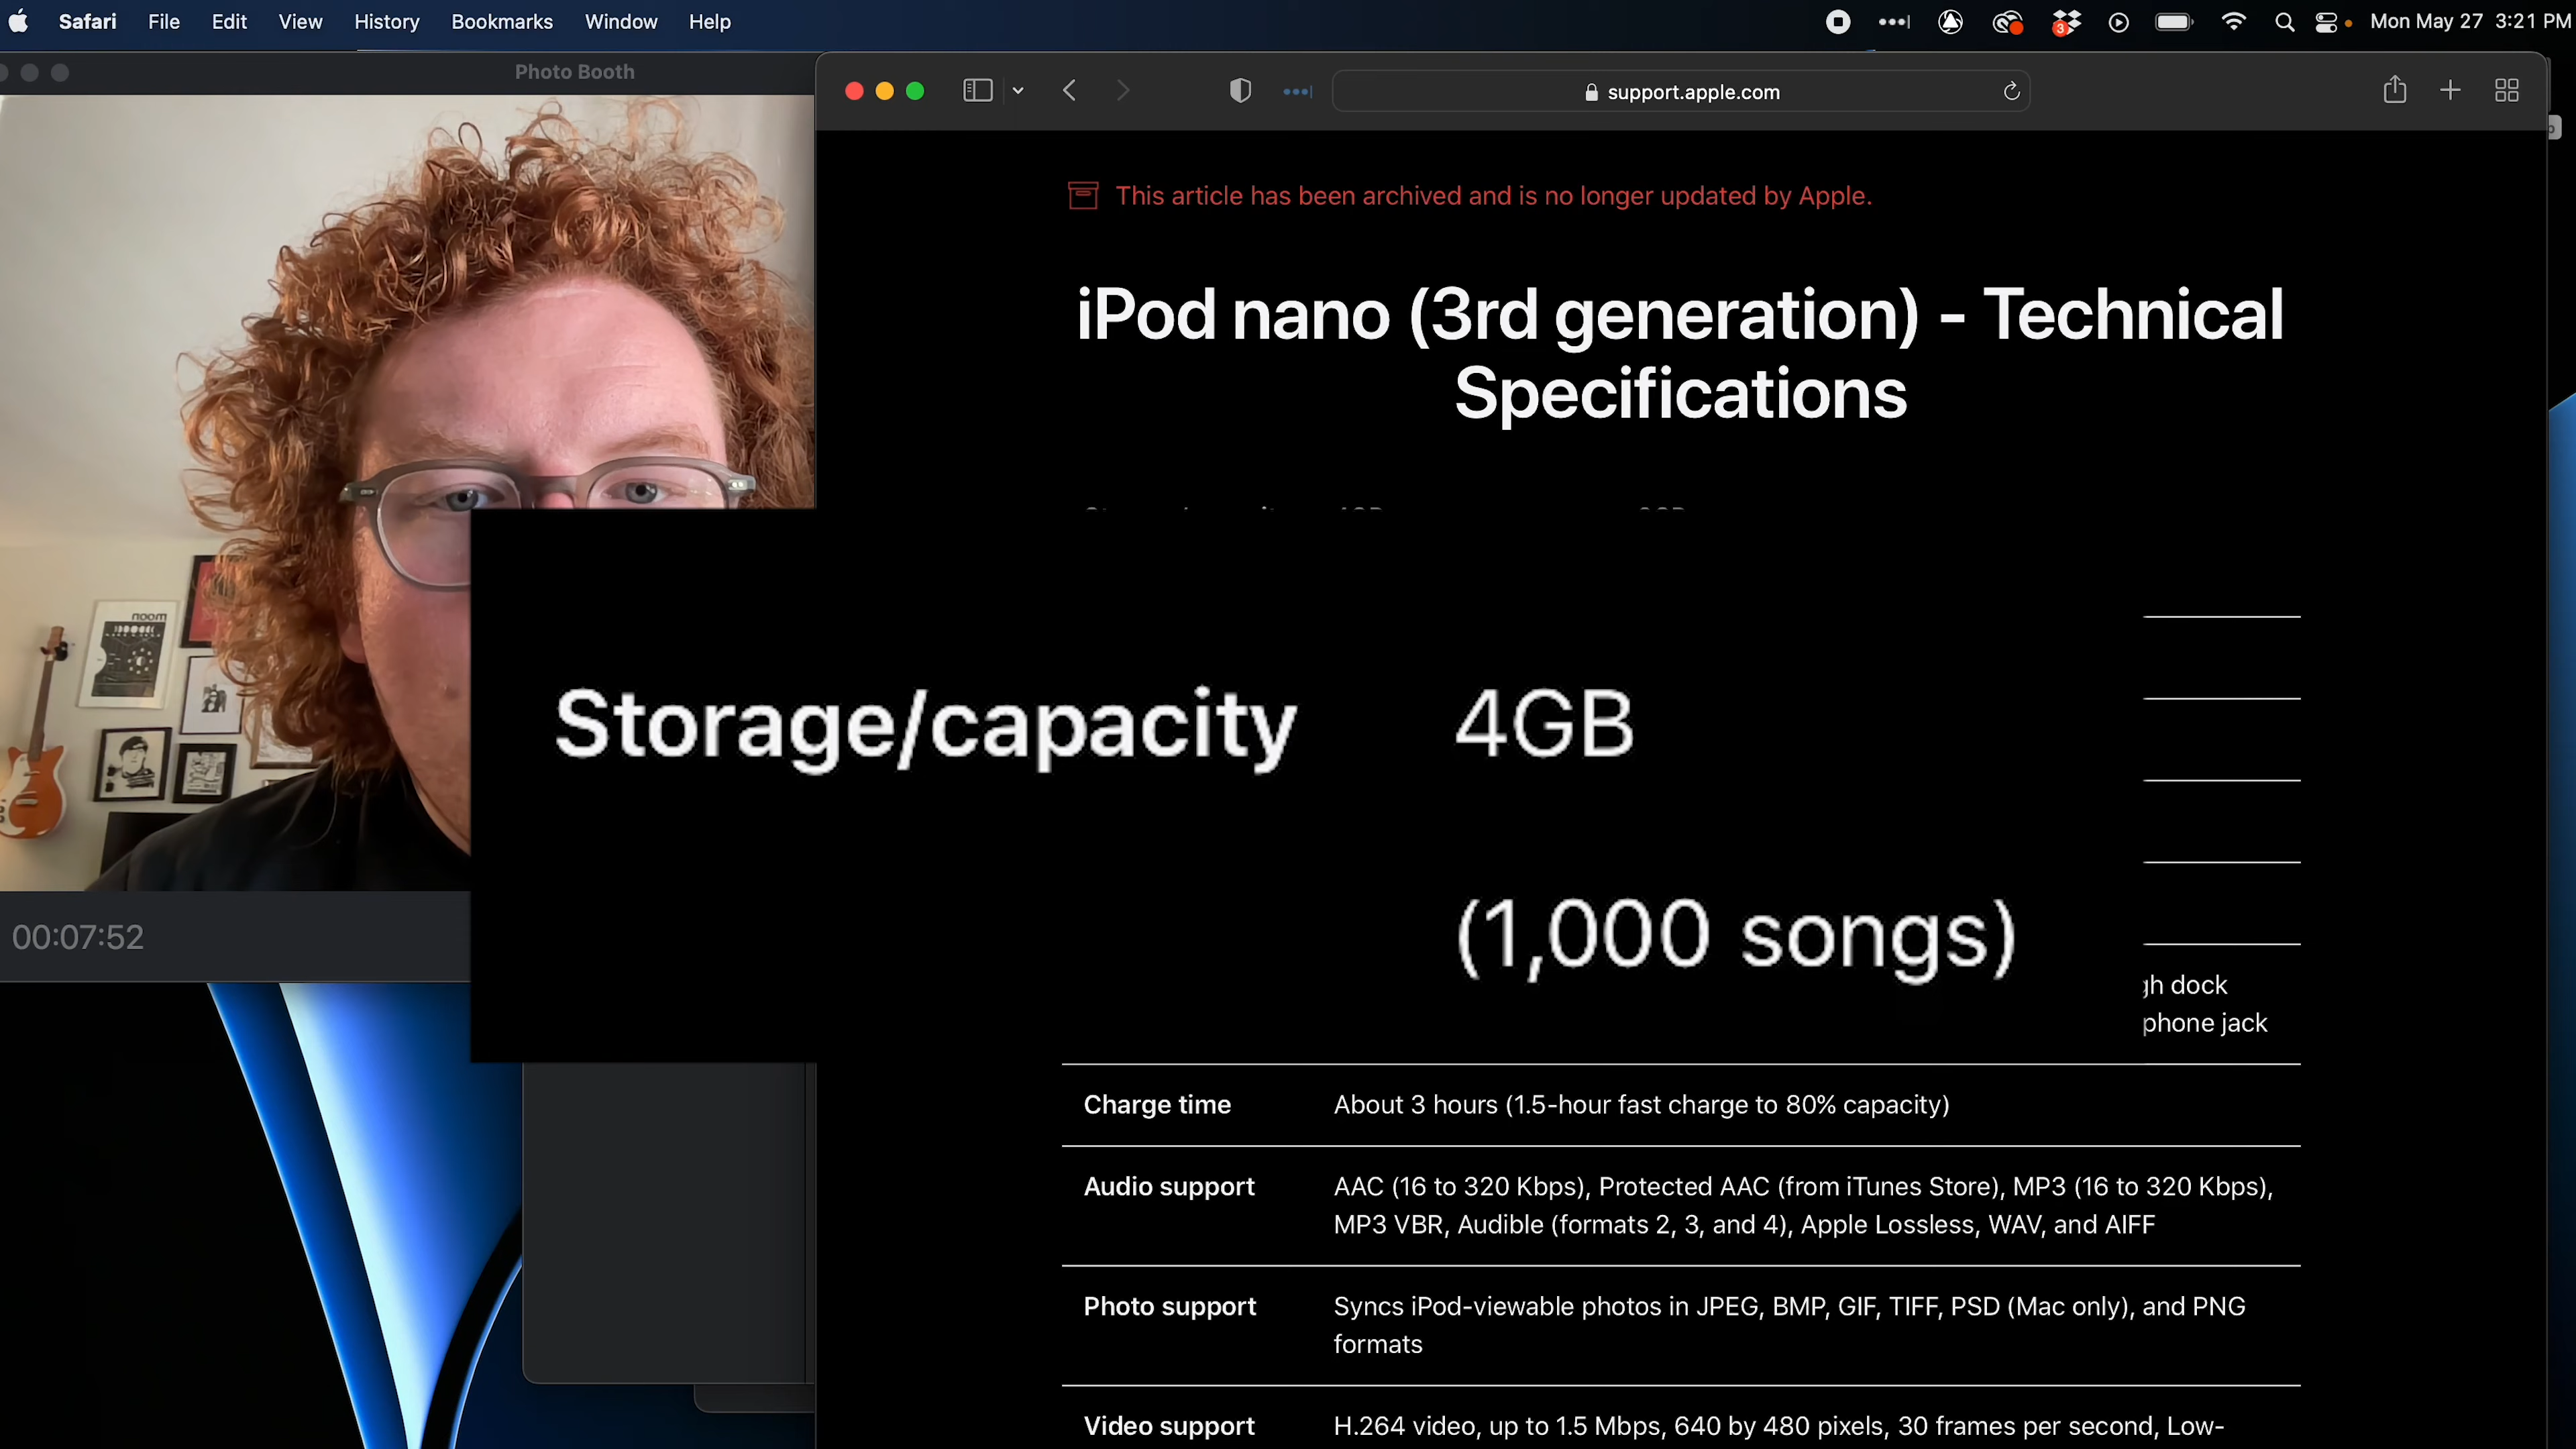 Safari File Edit View History Bookmarks Window Help
3
Mon May 27 3:21 PM
Photo Booth
support.apple.com
This article has been archived and is no longer updated by Apple.
iPod nano (3rd generation) - Technical
Specifications
noom
Storage/capacity 4GB
(1,000 songs)
00:07:52
gh dock
phone jack
Charge time About 3 hours (1.5-hour fast charge to 80% capacity)
Audio support AAC (16 to 320 Kbps), Protected AAC (from iTunes Store), MP3 (16 to 320 Kbps),
MP3 VBR, Audible (formats 2, 3, and 4), Apple Lossless, WAV, and AIFF
Photo support Syncs iPod-viewable photos in JPEG, BMP, GIF, TIFF, PSD (Mac only), and PNG
formats
Video support H.264 video, up to 1.5 Mbps, 640 by 480 pixels, 30 frames per second, Low-